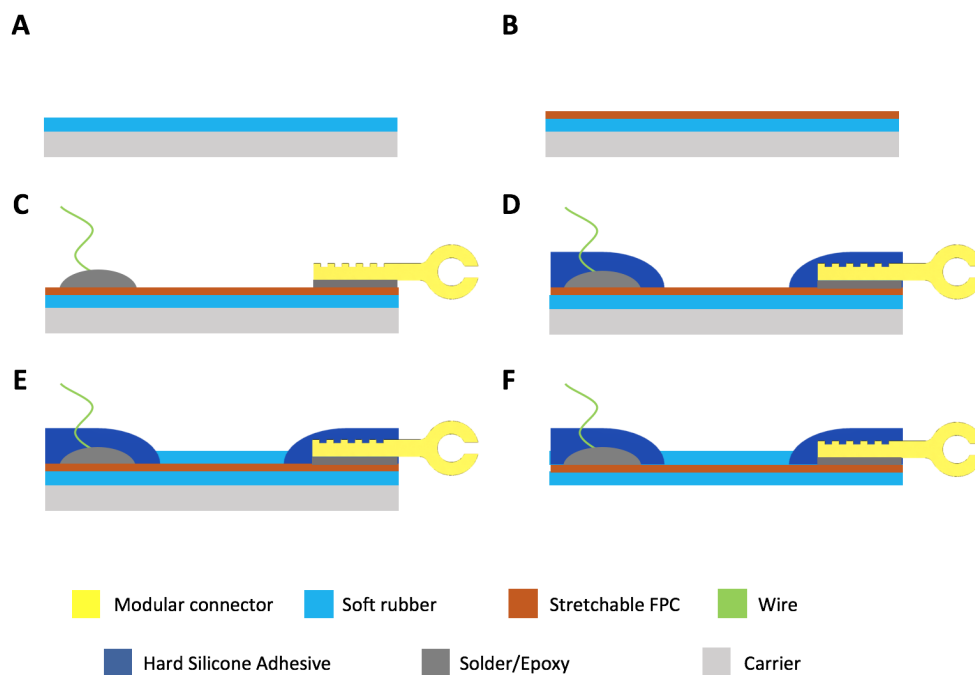 A
B
C
D
E
F
Modular connector
Soft rubber
Stretchable FPC
Wire
Hard Silicone Adhesive
Solder/Epoxy
Carrier